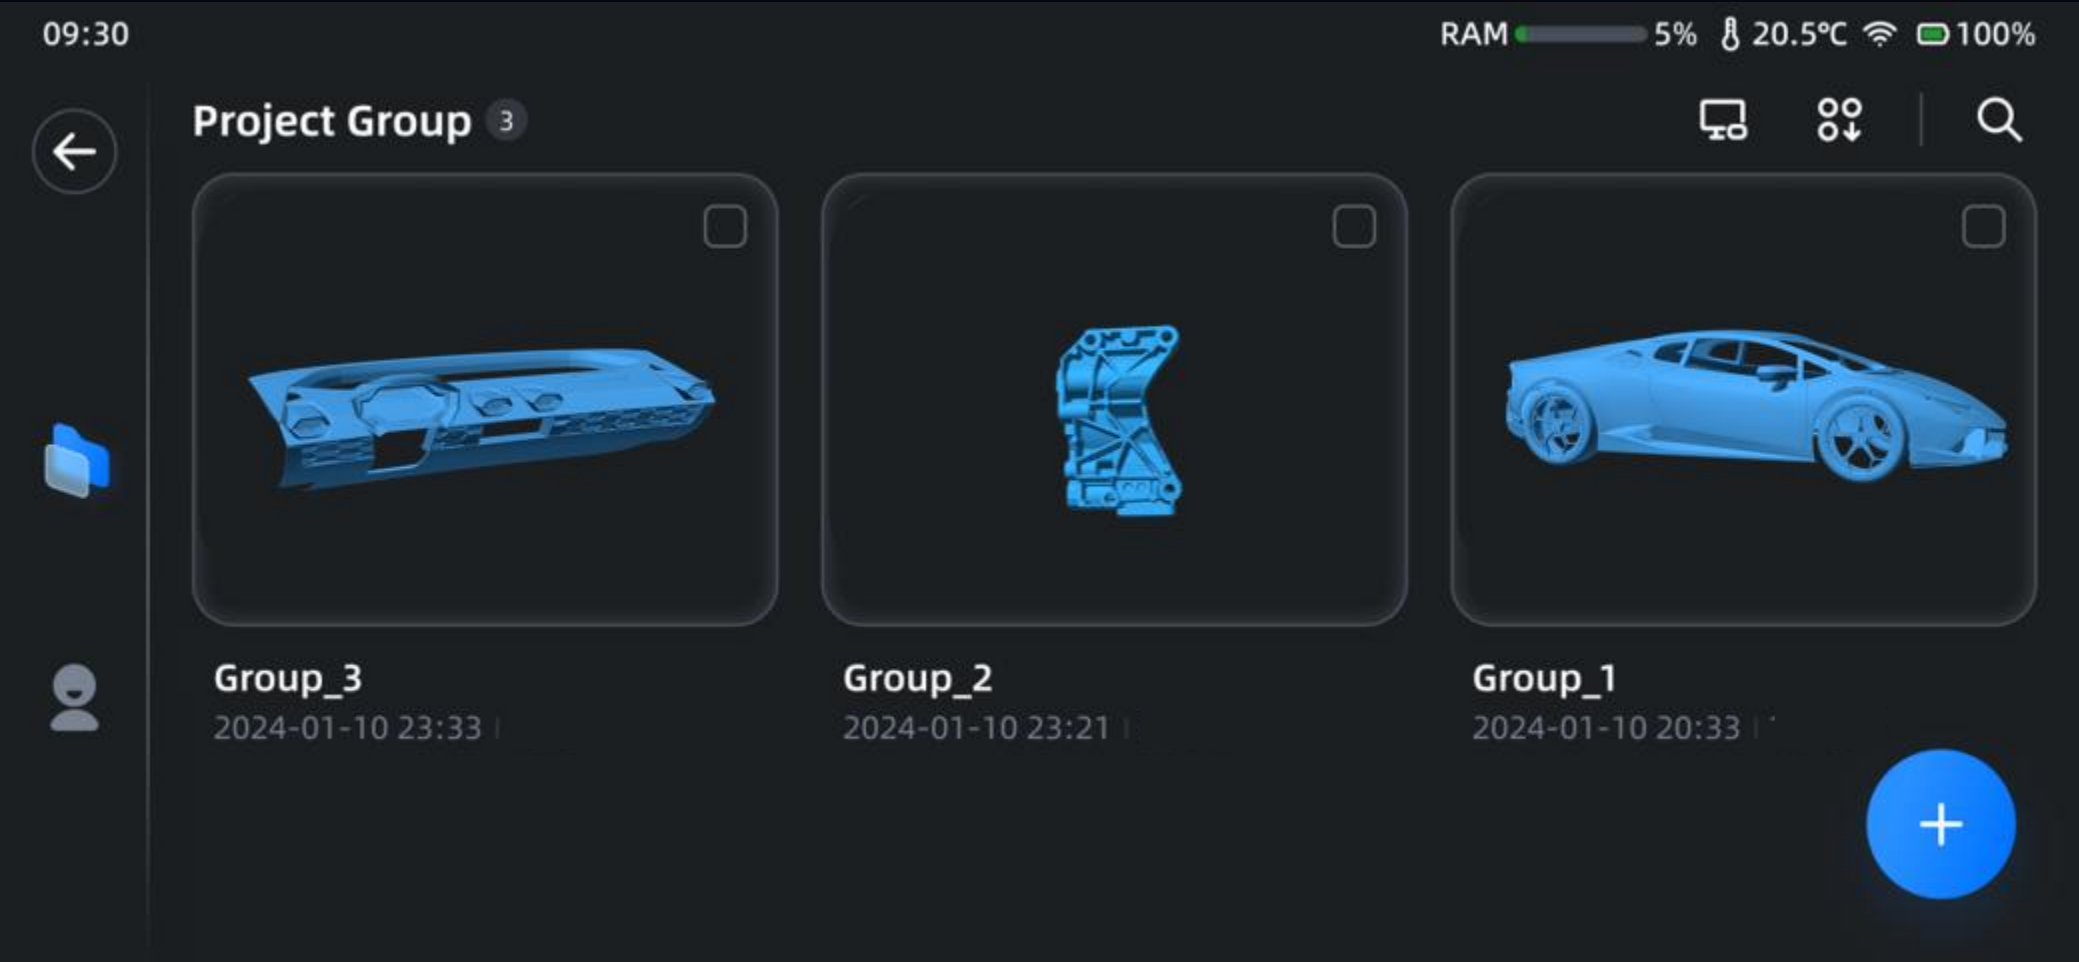 09:30
RAM 5% 20.5℃ 100%
Project Group 3
Group_3
2024-01-10 23:33
Group_2
2024-01-10 23:21
Group_1
2024-01-10 20:33